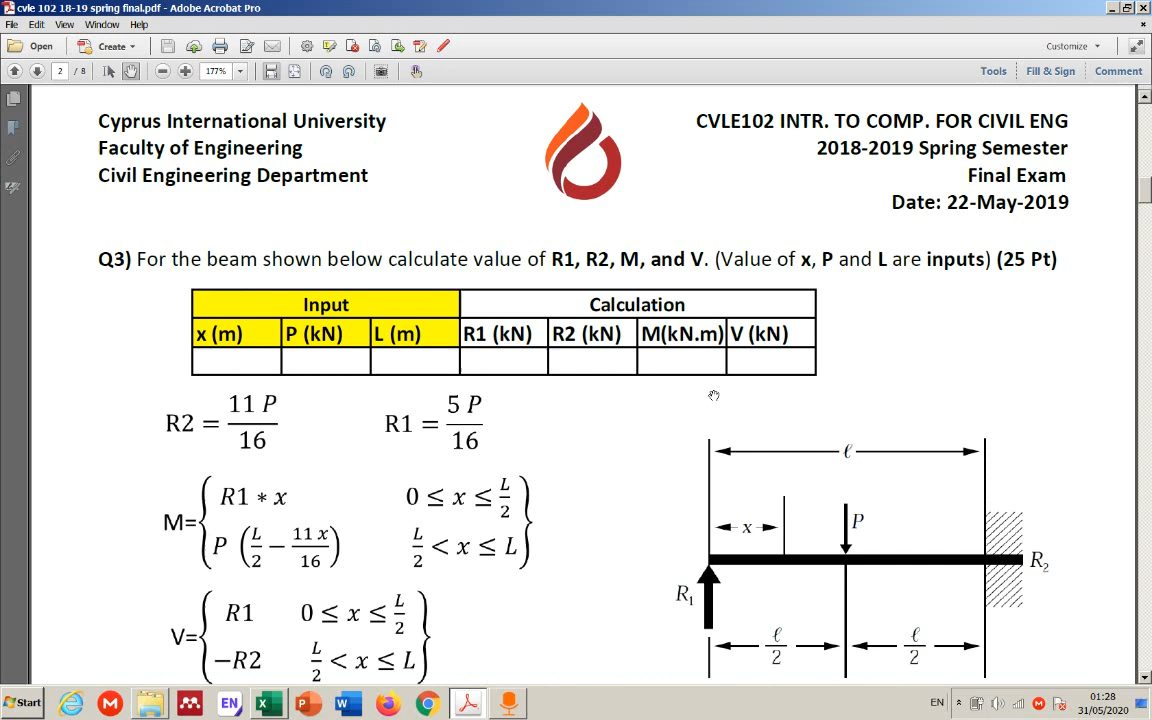 cvle 102 18-19 spring final.pdf - Adobe Acrobat Pro
File Edit View Window Help
Open Create Customize
2 / 8 177% Tools Fill & Sign Comment
Cyprus International University
Faculty of Engineering
Civil Engineering Department
CVLE102 INTR. TO COMP. FOR CIVIL ENG
2018-2019 Spring Semester
Final Exam
Date: 22-May-2019
Q3) For the beam shown below calculate value of R1, R2, M, and V. (Value of x, P and L are inputs) (25 Pt)
Input Calculation
x (m) P (kN) L (m) R1 (kN) R2 (kN) M(kN.m) V (kN)
R2 = 11 P / 16 R1 = 5 P / 16
M= { R1 ∗ x 0 ≤ x ≤ L/2
P (L/2 − 11 x/16) L/2 < x ≤ L }
V= { R1 0 ≤ x ≤ L/2
−R2 L/2 < x ≤ L }
ℓ
x P
R₂
R₁
ℓ/2 ℓ/2
Start EN EN 01:28
31/05/2020